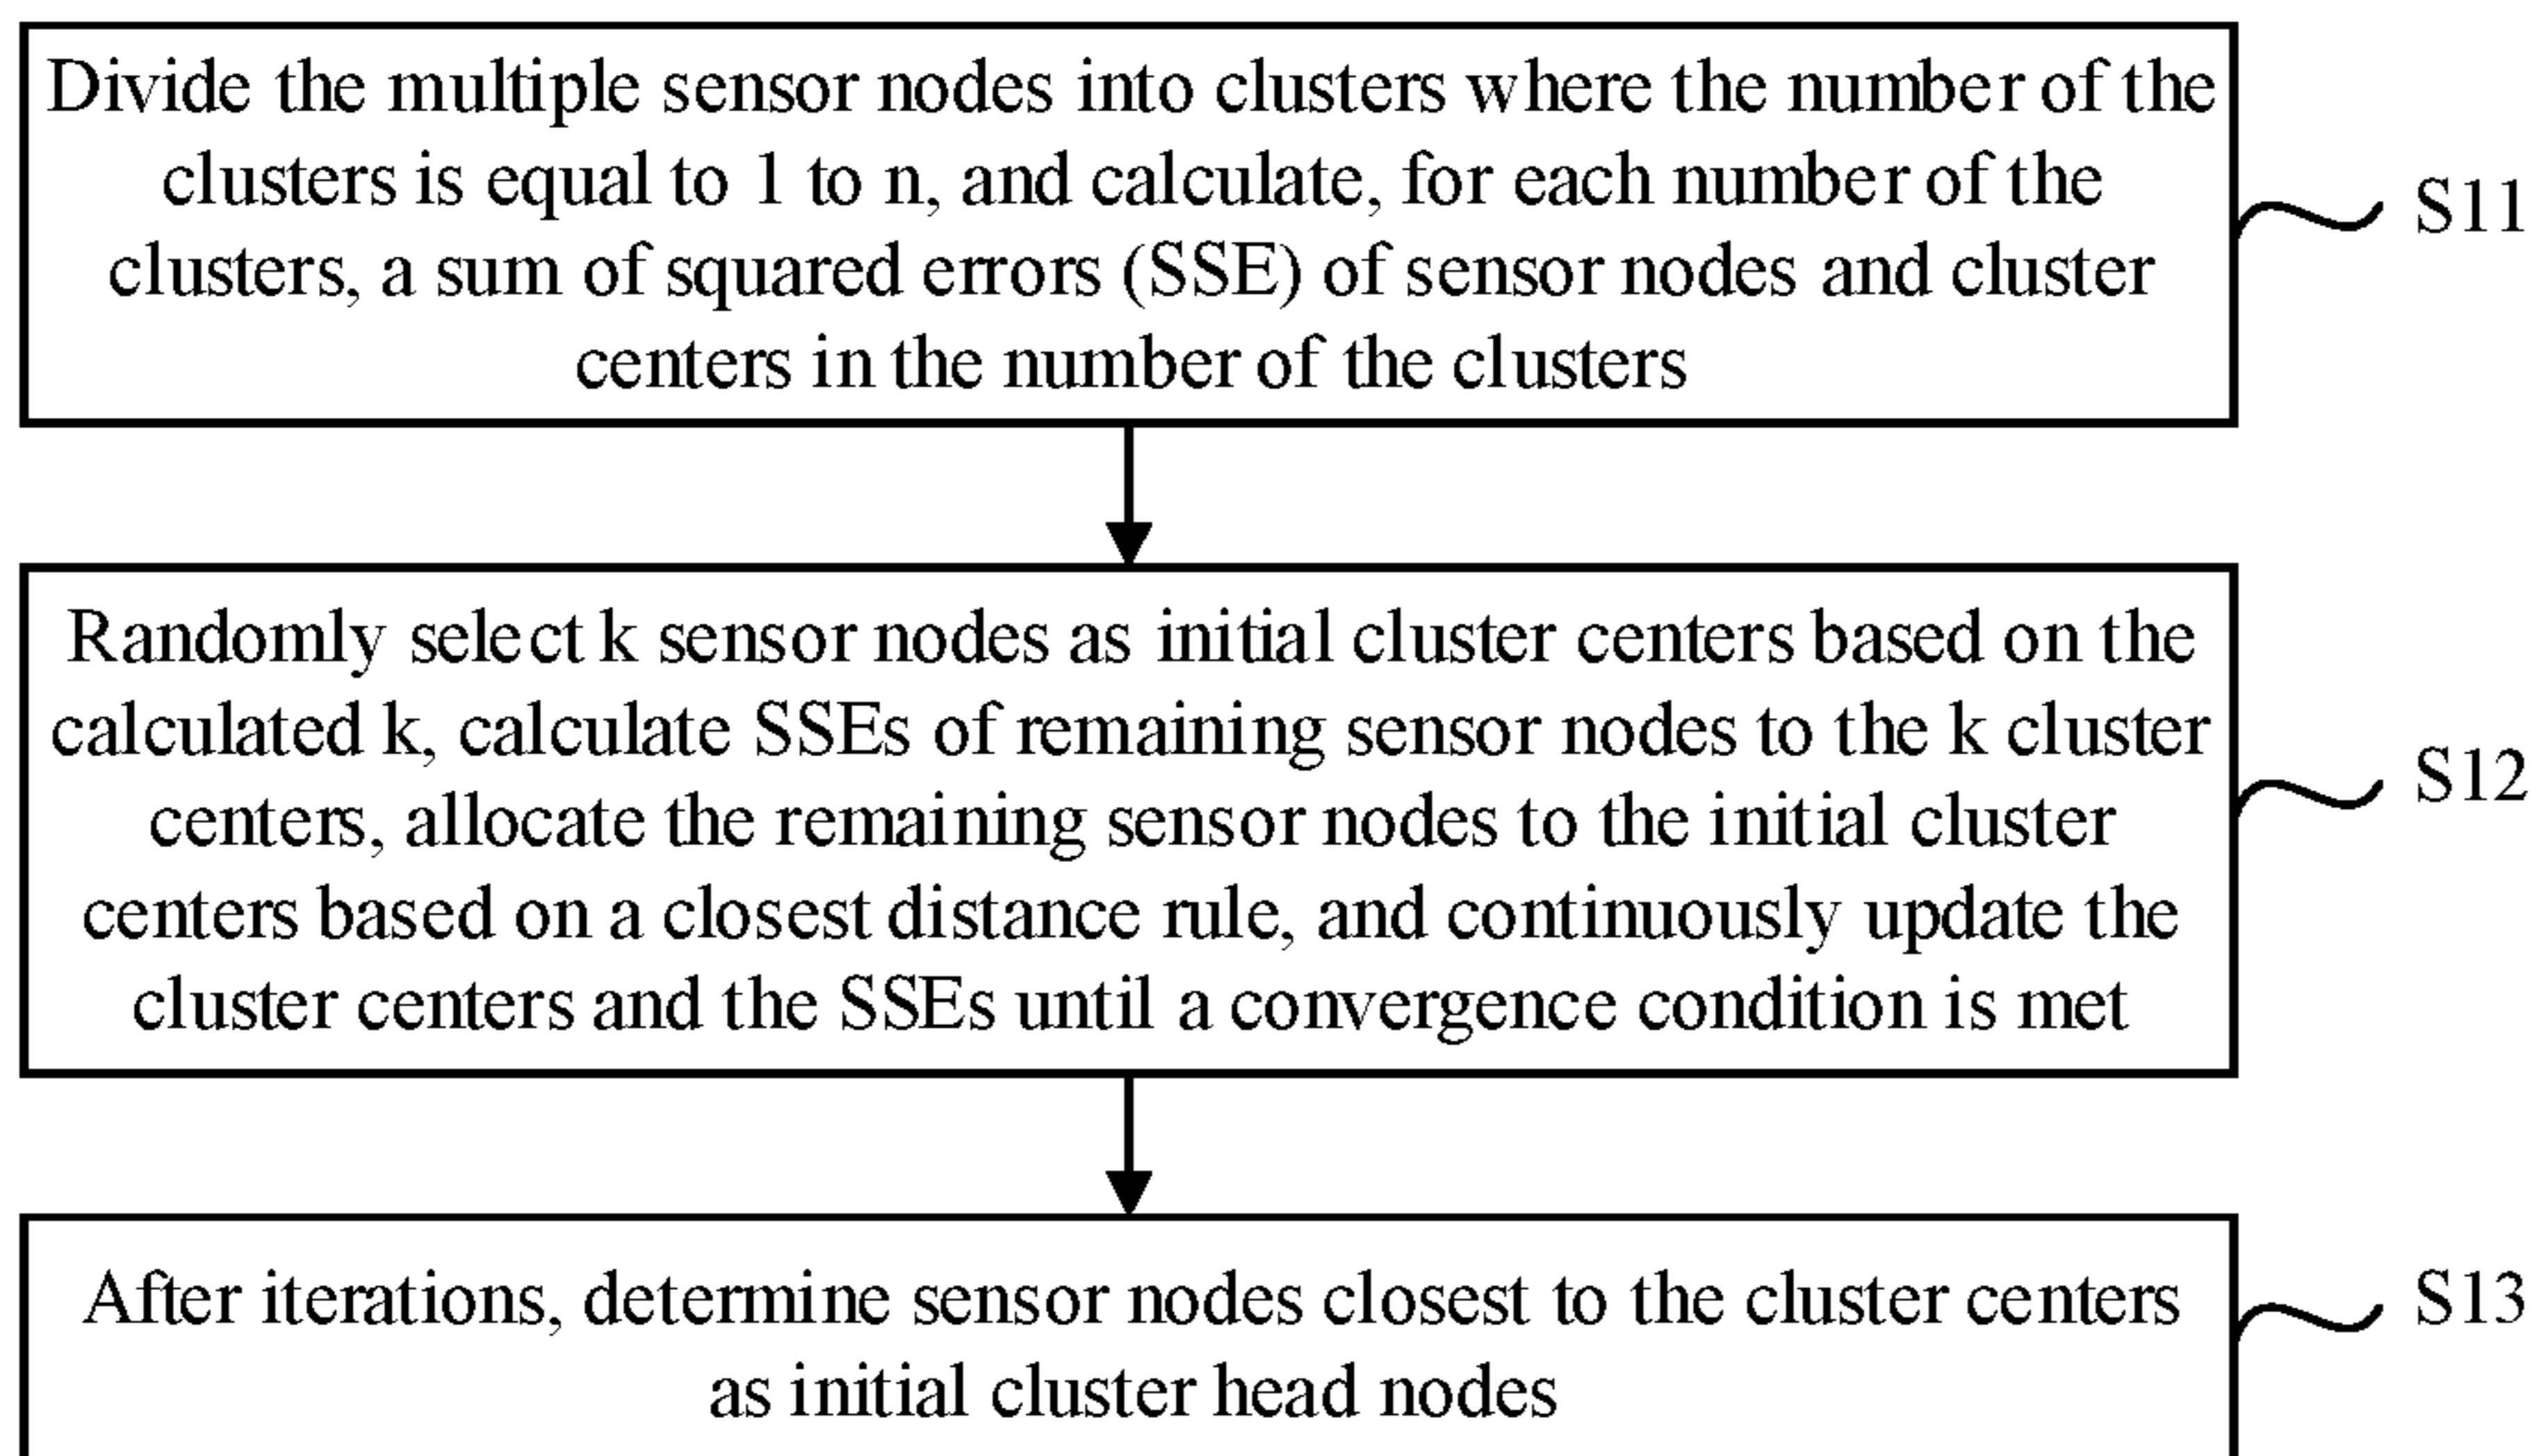 Divide the multiple sensor nodes into clusters where the number of the
clusters is equal to 1 to n, and calculate, for each number of the
clusters, a sum of squared errors (SSE) of sensor nodes and cluster
centers in the number of the clusters
S11
Randomly select k sensor nodes as initial cluster centers based on the
calculated k, calculate SSEs of remaining sensor nodes to the k cluster
centers, allocate the remaining sensor nodes to the initial cluster
centers based on a closest distance rule, and continuously update the
cluster centers and the SSEs until a convergence condition is met
S12
After iterations, determine sensor nodes closest to the cluster centers
as initial cluster head nodes
S13